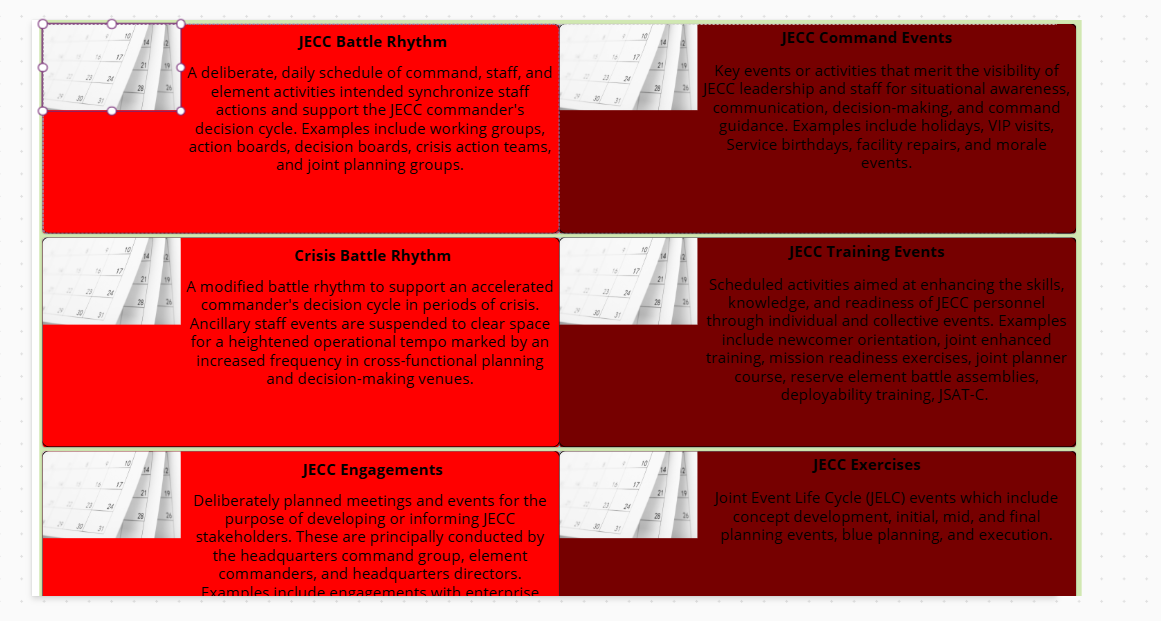 JECC Battle Rhythm
A deliberate, daily schedule of command, staff, and
element activities intended synchronize staff
actions and support the JECC commander's
decision cycle. Examples include working groups,
action boards, decision boards, crisis action teams,
and joint planning groups.
JECC Command Events
Key events or activities that merit the visibility of
JECC leadership and staff for situational awareness,
communication, decision-making, and command
guidance. Examples include holidays, VIP visits,
Service birthdays, facility repairs, and morale
events.
Crisis Battle Rhythm
A modified battle rhythm to support an accelerated
commander's decision cycle in periods of crisis.
Ancillary staff events are suspended to clear space
for a heightened operational tempo marked by an
increased frequency in cross-functional planning
and decision-making venues.
JECC Training Events
Scheduled activities aimed at enhancing the skills,
knowledge, and readiness of JECC personnel
through individual and collective events. Examples
include newcomer orientation, joint enhanced
training, mission readiness exercises, joint planner
course, reserve element battle assemblies,
deployability training, JSAT-C.
JECC Engagements
Deliberately planned meetings and events for the
purpose of developing or informing JECC
stakeholders. These are principally conducted by
the headquarters command group, element
commanders, and headquarters directors.
Examples include engagements with enterprise
JECC Exercises
Joint Event Life Cycle (JELC) events which include
concept development, initial, mid, and final
planning events, blue planning, and execution.